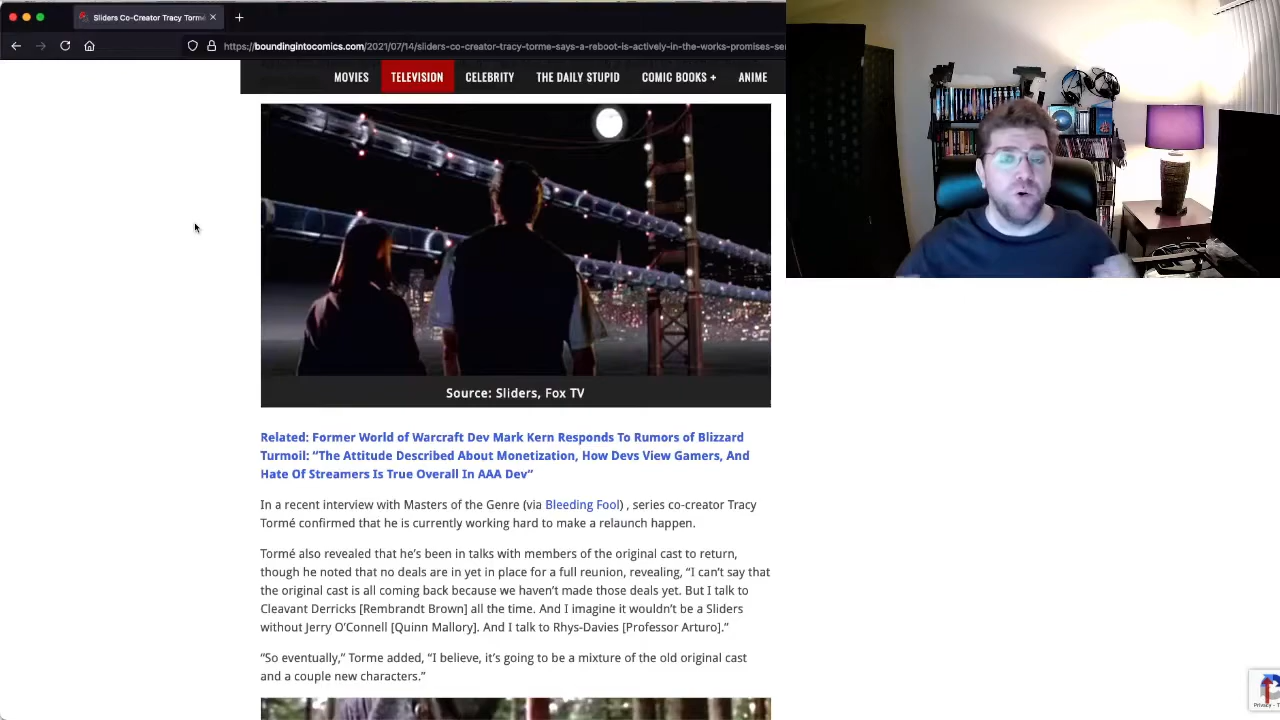 Sliders Co-Creator Tracy Tormé
https://boundingintocomics.com/2021/07/14/sliders-co-creator-tracy-torme-says-a-reboot-is-actively-in-the-works-promises-se
MOVIES TELEVISION CELEBRITY THE DAILY STUPID COMIC BOOKS + ANIME
Source: Sliders, Fox TV
Related: Former World of Warcraft Dev Mark Kern Responds To Rumors of Blizzard
Turmoil: “The Attitude Described About Monetization, How Devs View Gamers, And
Hate Of Streamers Is True Overall In AAA Dev”
In a recent interview with Masters of the Genre (via Bleeding Fool) , series co-creator Tracy
Tormé confirmed that he is currently working hard to make a relaunch happen.
Tormé also revealed that he’s been in talks with members of the original cast to return,
though he noted that no deals are in yet in place for a full reunion, revealing, “I can’t say that
the original cast is all coming back because we haven’t made those deals yet. But I talk to
Cleavant Derricks [Rembrandt Brown] all the time. And I imagine it wouldn’t be a Sliders
without Jerry O’Connell [Quinn Mallory]. And I talk to Rhys-Davies [Professor Arturo].”
“So eventually,” Torme added, “I believe, it’s going to be a mixture of the old original cast
and a couple new characters.”
Privacy - T